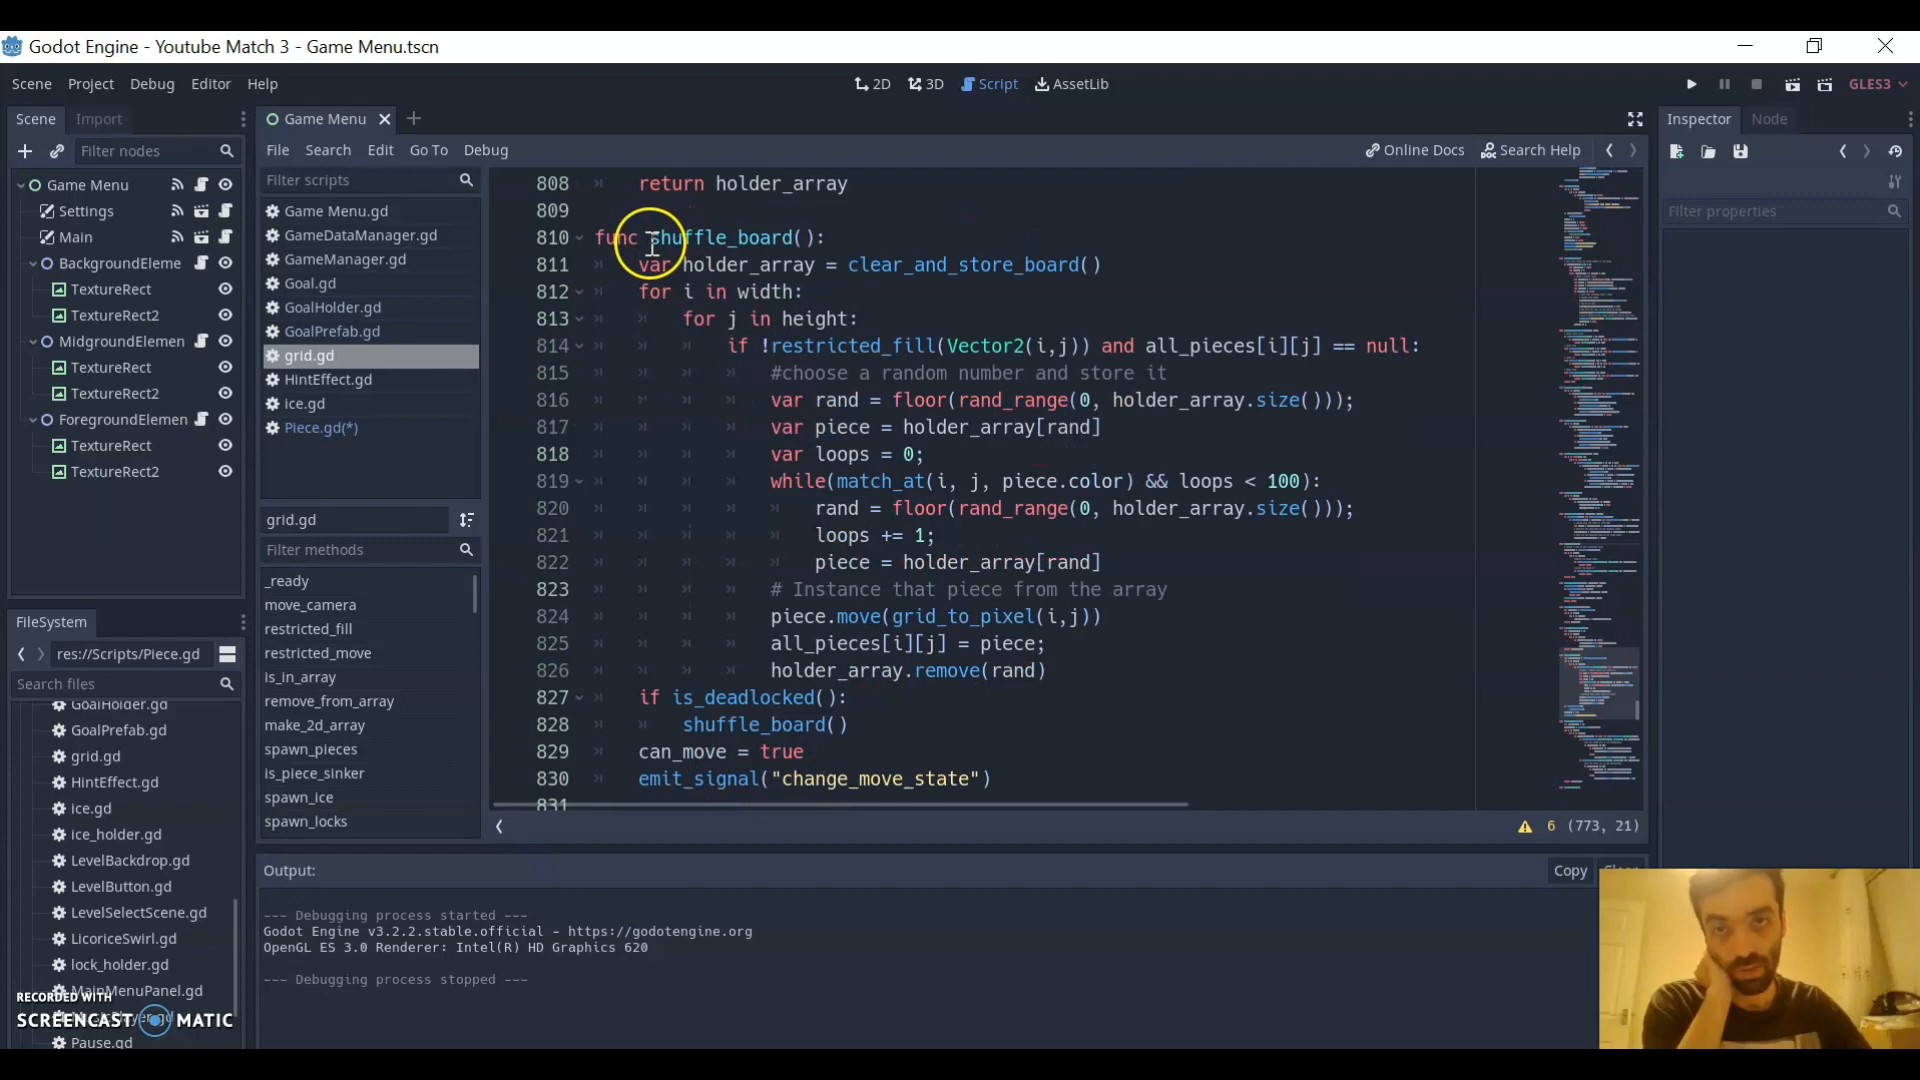 Godot Engine - Youtube Match 3 - Game Menu.tscn
Scene Project Debug Editor Help
2D 3D Script AssetLib
GLES3
Scene Import
Game Menu
Inspector Node
Filter nodes
File Search Edit Go To Debug
Online Docs Search Help
Game Menu
Settings
Main
BackgroundEleme
TextureRect
TextureRect2
MidgroundElemen
TextureRect
TextureRect2
ForegroundElemen
TextureRect
TextureRect2
Filter scripts
Game Menu.gd
GameDataManager.gd
GameManager.gd
Goal.gd
GoalHolder.gd
GoalPrefab.gd
grid.gd
HintEffect.gd
ice.gd
Piece.gd(*)
grid.gd
Filter methods
_ready
move_camera
restricted_fill
restricted_move
is_in_array
remove_from_array
make_2d_array
spawn_pieces
is_piece_sinker
spawn_ice
spawn_locks
808 return holder_array
809
810 func shuffle_board():
811 var holder_array = clear_and_store_board()
812 for i in width:
813 for j in height:
814 if !restricted_fill(Vector2(i,j)) and all_pieces[i][j] == null:
815 #choose a random number and store it
816 var rand = floor(rand_range(0, holder_array.size()));
817 var piece = holder_array[rand]
818 var loops = 0;
819 while(match_at(i, j, piece.color) && loops < 100):
820 rand = floor(rand_range(0, holder_array.size()));
821 loops += 1;
822 piece = holder_array[rand]
823 # Instance that piece from the array
824 piece.move(grid_to_pixel(i,j))
825 all_pieces[i][j] = piece;
826 holder_array.remove(rand)
827 if is_deadlocked():
828 shuffle_board()
829 can_move = true
830 emit_signal("change_move_state")
831
6 (773, 21)
Filter properties
FileSystem
res://Scripts/Piece.gd
Search files
GoalHolder.gd
GoalPrefab.gd
grid.gd
HintEffect.gd
ice.gd
ice_holder.gd
LevelBackdrop.gd
LevelButton.gd
LevelSelectScene.gd
LicoriceSwirl.gd
lock_holder.gd
MainMenuPanel.gd
Pause.gd
Output:
Copy
--- Debugging process started ---
Godot Engine v3.2.2.stable.official - https://godotengine.org
OpenGL ES 3.0 Renderer: Intel(R) HD Graphics 620
--- Debugging process stopped ---
RECORDED WITH
SCREENCAST MATIC